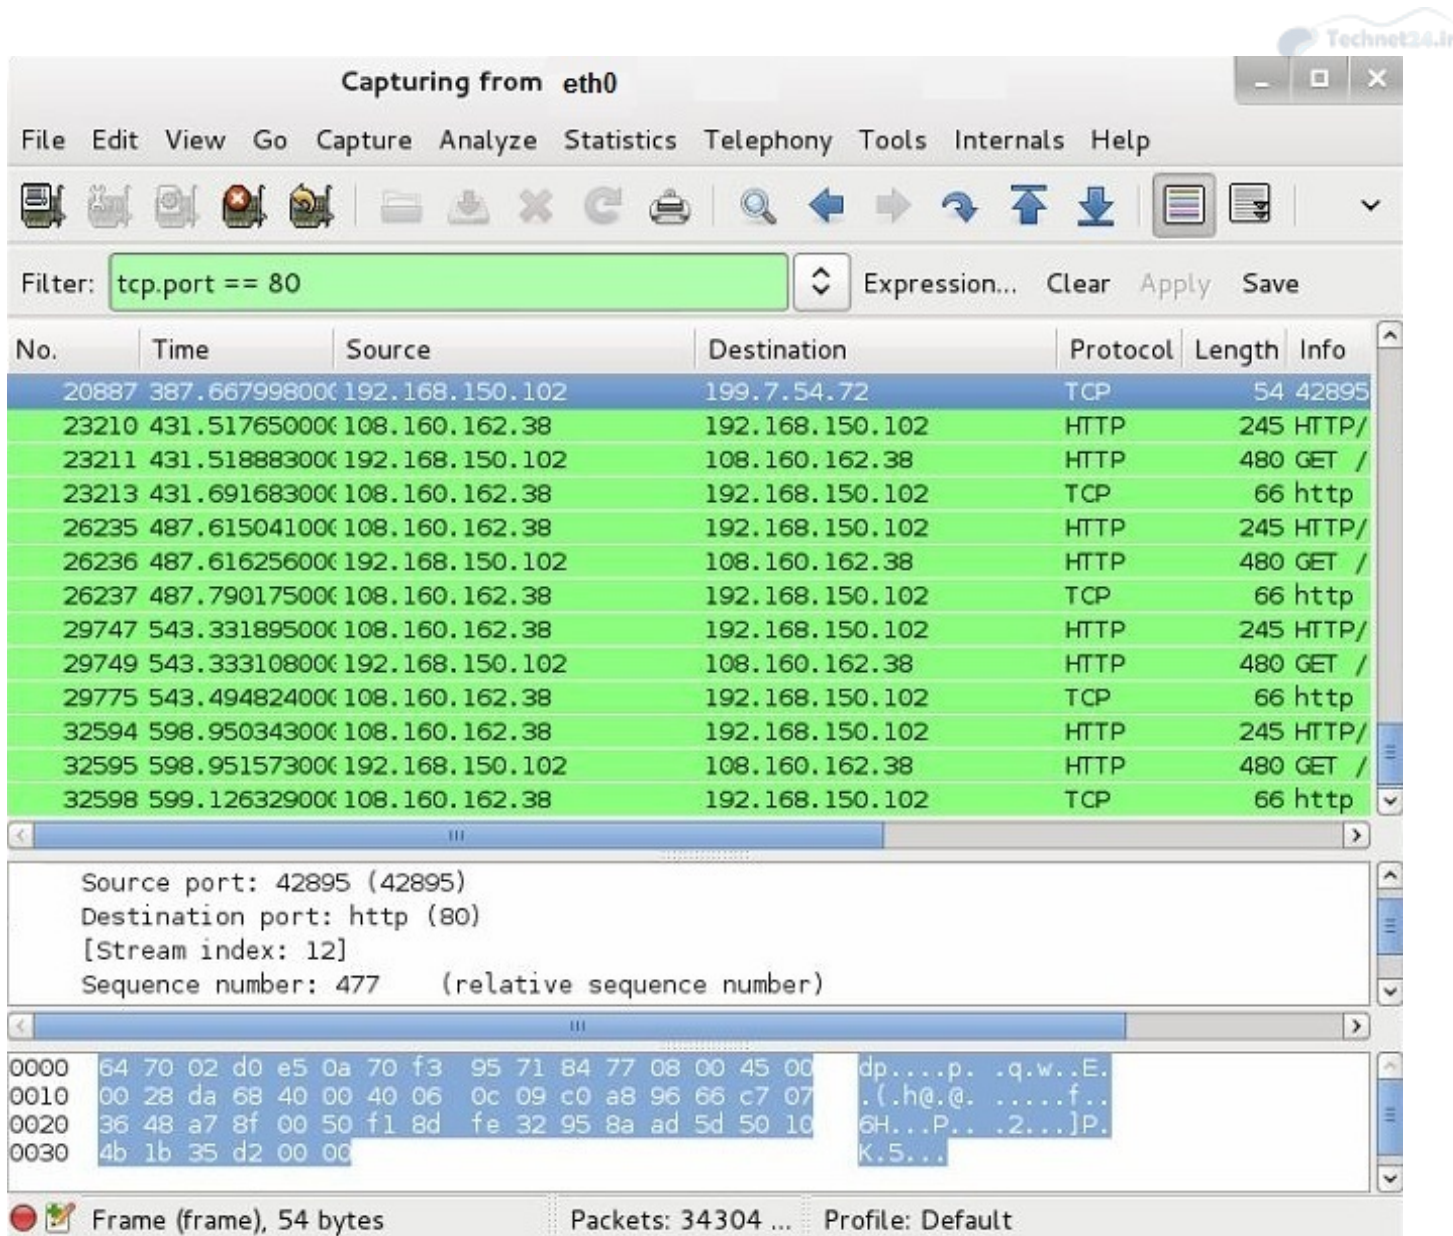 Technet24.ir
Capturing from eth0
File Edit View Go Capture Analyze Statistics Telephony Tools Internals Help
Filter: tcp.port == 80 Expression... Clear Apply Save
No. Time Source Destination Protocol Length Info
20887 387.66799800( 192.168.150.102 199.7.54.72 TCP 54 42895
23210 431.51765000( 108.160.162.38 192.168.150.102 HTTP 245 HTTP/
23211 431.51888300( 192.168.150.102 108.160.162.38 HTTP 480 GET /
23213 431.69168300( 108.160.162.38 192.168.150.102 TCP 66 http
26235 487.61504100( 108.160.162.38 192.168.150.102 HTTP 245 HTTP/
26236 487.61625600( 192.168.150.102 108.160.162.38 HTTP 480 GET /
26237 487.79017500( 108.160.162.38 192.168.150.102 TCP 66 http
29747 543.33189500( 108.160.162.38 192.168.150.102 HTTP 245 HTTP/
29749 543.33310800( 192.168.150.102 108.160.162.38 HTTP 480 GET /
29775 543.49482400( 108.160.162.38 192.168.150.102 TCP 66 http
32594 598.95034300( 108.160.162.38 192.168.150.102 HTTP 245 HTTP/
32595 598.95157300( 192.168.150.102 108.160.162.38 HTTP 480 GET /
32598 599.12632900( 108.160.162.38 192.168.150.102 TCP 66 http
Source port: 42895 (42895)
Destination port: http (80)
[Stream index: 12]
Sequence number: 477 (relative sequence number)
0000 64 70 02 d0 e5 0a 70 f3 95 71 84 77 08 00 45 00 dp....p. .q.w..E.
0010 00 28 da 68 40 00 40 06 0c 09 c0 a8 96 66 c7 07 .(.h@.@. .....f..
0020 36 48 a7 8f 00 50 f1 8d fe 32 95 8a ad 5d 50 10 6H...P.. .2...]P.
0030 4b 1b 35 d2 00 00 K.5...
Frame (frame), 54 bytes Packets: 34304 ... Profile: Default